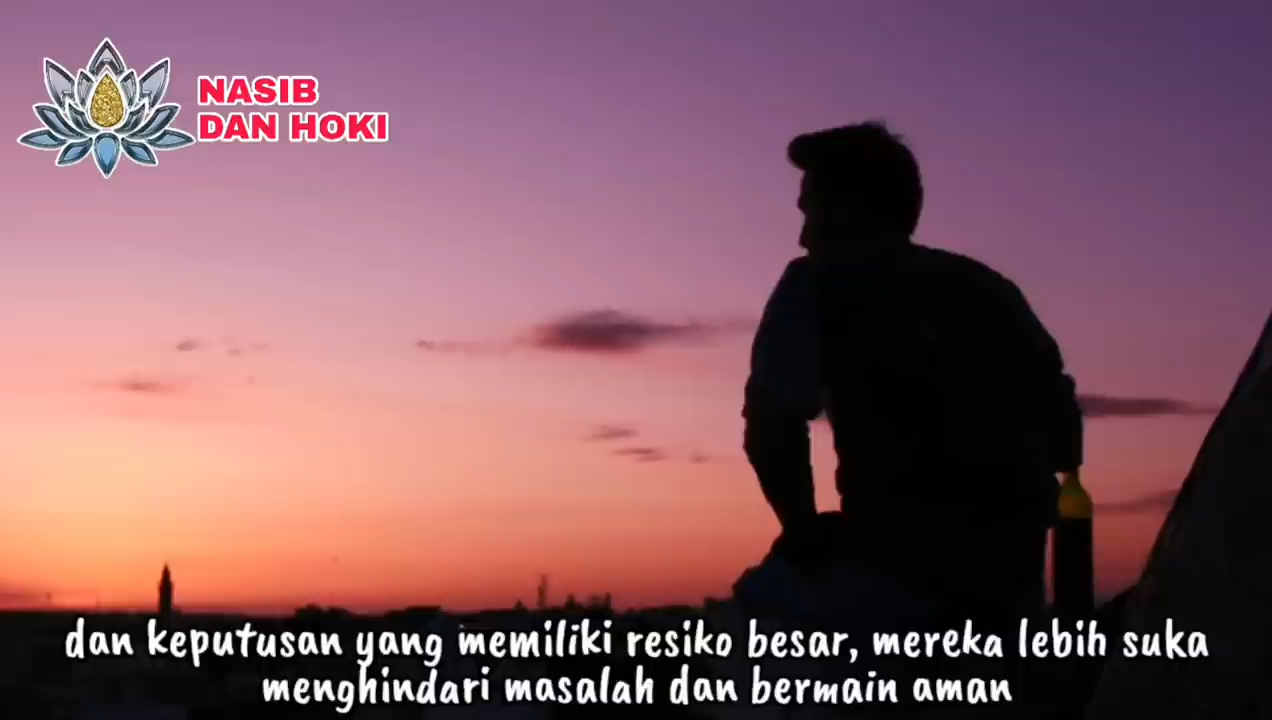 NASIB
DAN HOKI
dan keputusan yang memiliki resiko besar, mereka lebih suka
menghindari masalah dan bermain aman